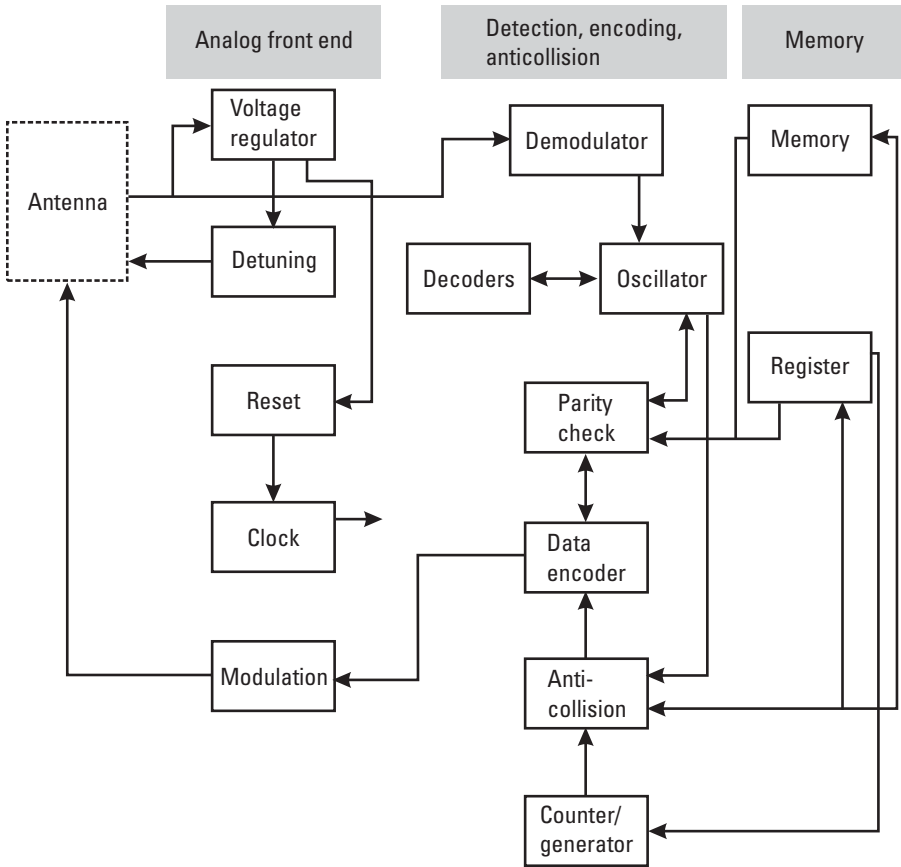 Analog front end
Detection, encoding,
anticollision
Memory
Voltage
regulator
Demodulator
Memory
Antenna
Detuning
Decoders
Oscillator
Register
Reset
Parity
check
Clock
Data
encoder
Modulation
Anti-
collision
Counter/
generator